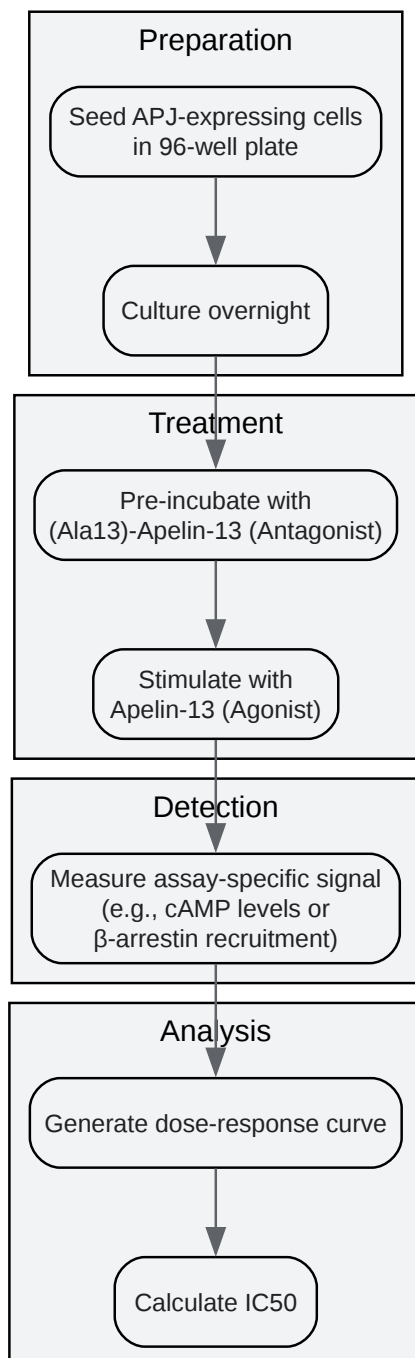 Preparation
Seed APJ-expressing cells
in 96-well plate
Culture overnight
Treatment
Pre-incubate with
(Ala13)-Apelin-13 (Antagonist)
Stimulate with
Apelin-13 (Agonist)
Detection
Measure assay-specific signal
(e.g., cAMP levels or
β-arrestin recruitment)
Analysis
Generate dose-response curve
Calculate IC50